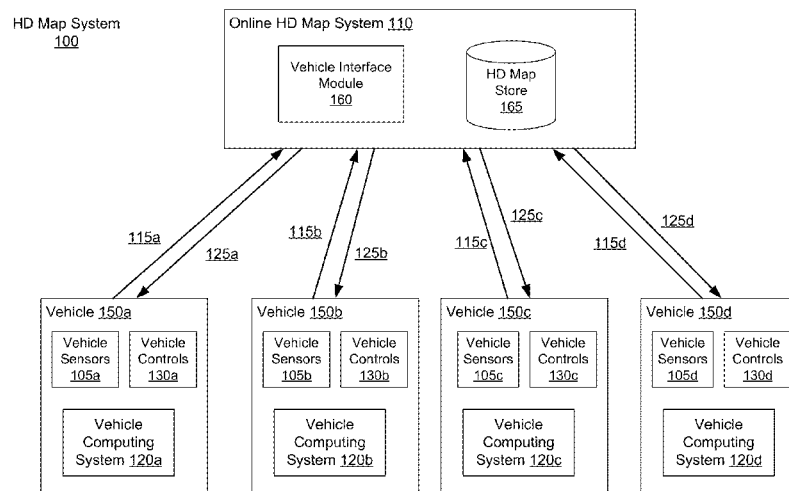 HD Map System
100
Online HD Map System 110
Vehicle Interface
Module
160
HD Map
Store
165
115a
125a
115b
125b
115c
125c
115d
125d
Vehicle 150a
Vehicle
Sensors
105a
Vehicle
Controls
130a
Vehicle
Computing
System 120a
Vehicle 150b
Vehicle
Sensors
105b
Vehicle
Controls
130b
Vehicle
Computing
System 120b
Vehicle 150c
Vehicle
Sensors
105c
Vehicle
Controls
130c
Vehicle
Computing
System 120c
Vehicle 150d
Vehicle
Sensors
105d
Vehicle
Controls
130d
Vehicle
Computing
System 120d